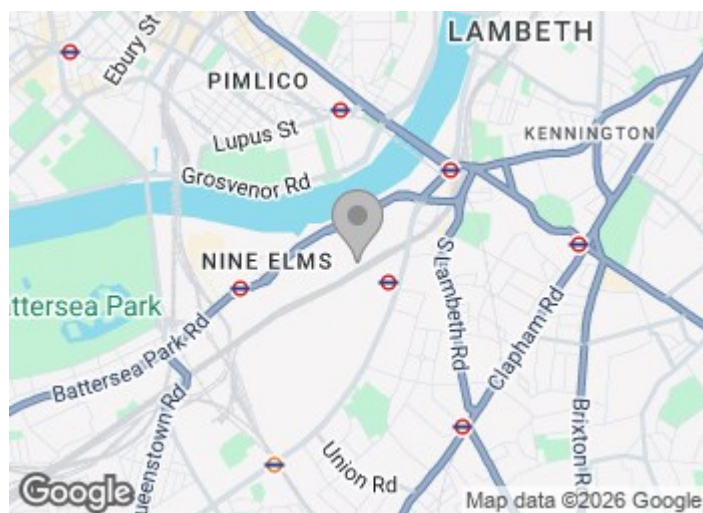 LAMBETH
Ebury St
PIMLICO
Lupus St
KENNINGTON
Grosvenor Rd
NINE ELMS
S Lambeth Rd
attersea Park
Clapham Rd
Battersea Park Rd
ueenstown Rd
Brixton R
Union Rd
Google
Map data ©2026 Google